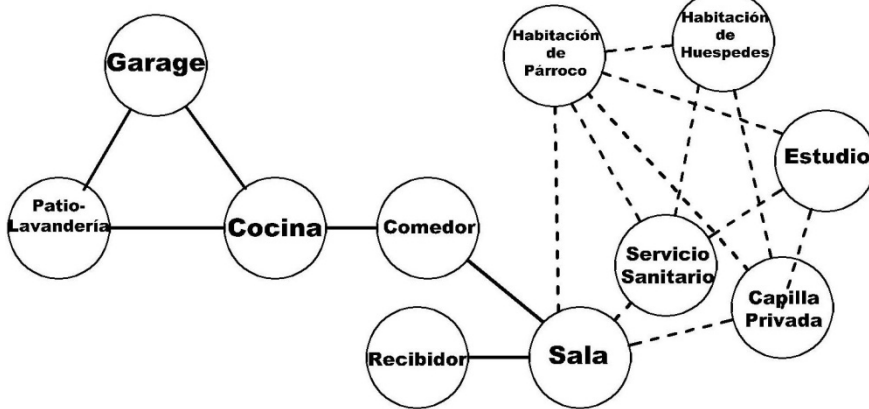 Garage
Habitación
de
Párroco
Habitación
de
Huespedes
Estudio
Patio-
Lavandería
Cocina
Comedor
Servicio
Sanitario
Capilla
Privada
Recibidor
Sala